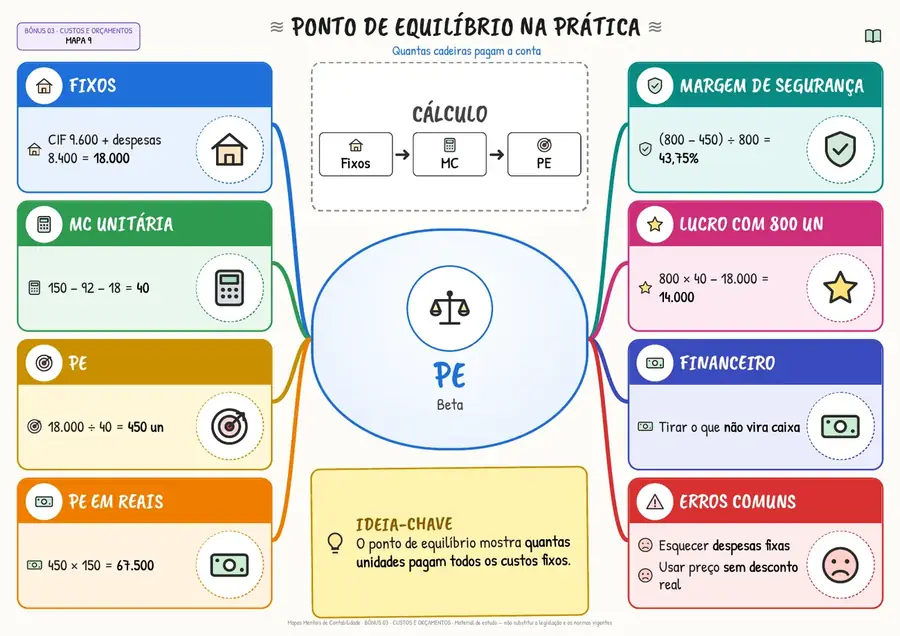 BÔNUS 03 · CUSTOS E ORÇAMENTOS
MAPA 9
PONTO DE EQUILÍBRIO NA PRÁTICA
Quantas cadeiras pagam a conta
FIXOS
CIF 9.600 + despesas
8.400 = 18.000
MC UNITÁRIA
150 – 92 – 18 = 40
PE
18.000 ÷ 40 = 450 un
PE EM REAIS
450 × 150 = 67.500
CÁLCULO
Fixos
MC
PE
PE
Beta
IDEIA-CHAVE
O ponto de equilíbrio mostra quantas
unidades pagam todos os custos fixos.
MARGEM DE SEGURANÇA
(800 – 450) ÷ 800 =
43,75%
LUCRO COM 800 UN
800 × 40 – 18.000 =
14.000
FINANCEIRO
Tirar o que não vira caixa
ERROS COMUNS
Esquecer despesas fixas
Usar preço sem desconto
real
Mapas Mentais de Contabilidade · BÔNUS 03 · CUSTOS E ORÇAMENTOS · Material de estudo — não substitui a legislação e as normas vigentes